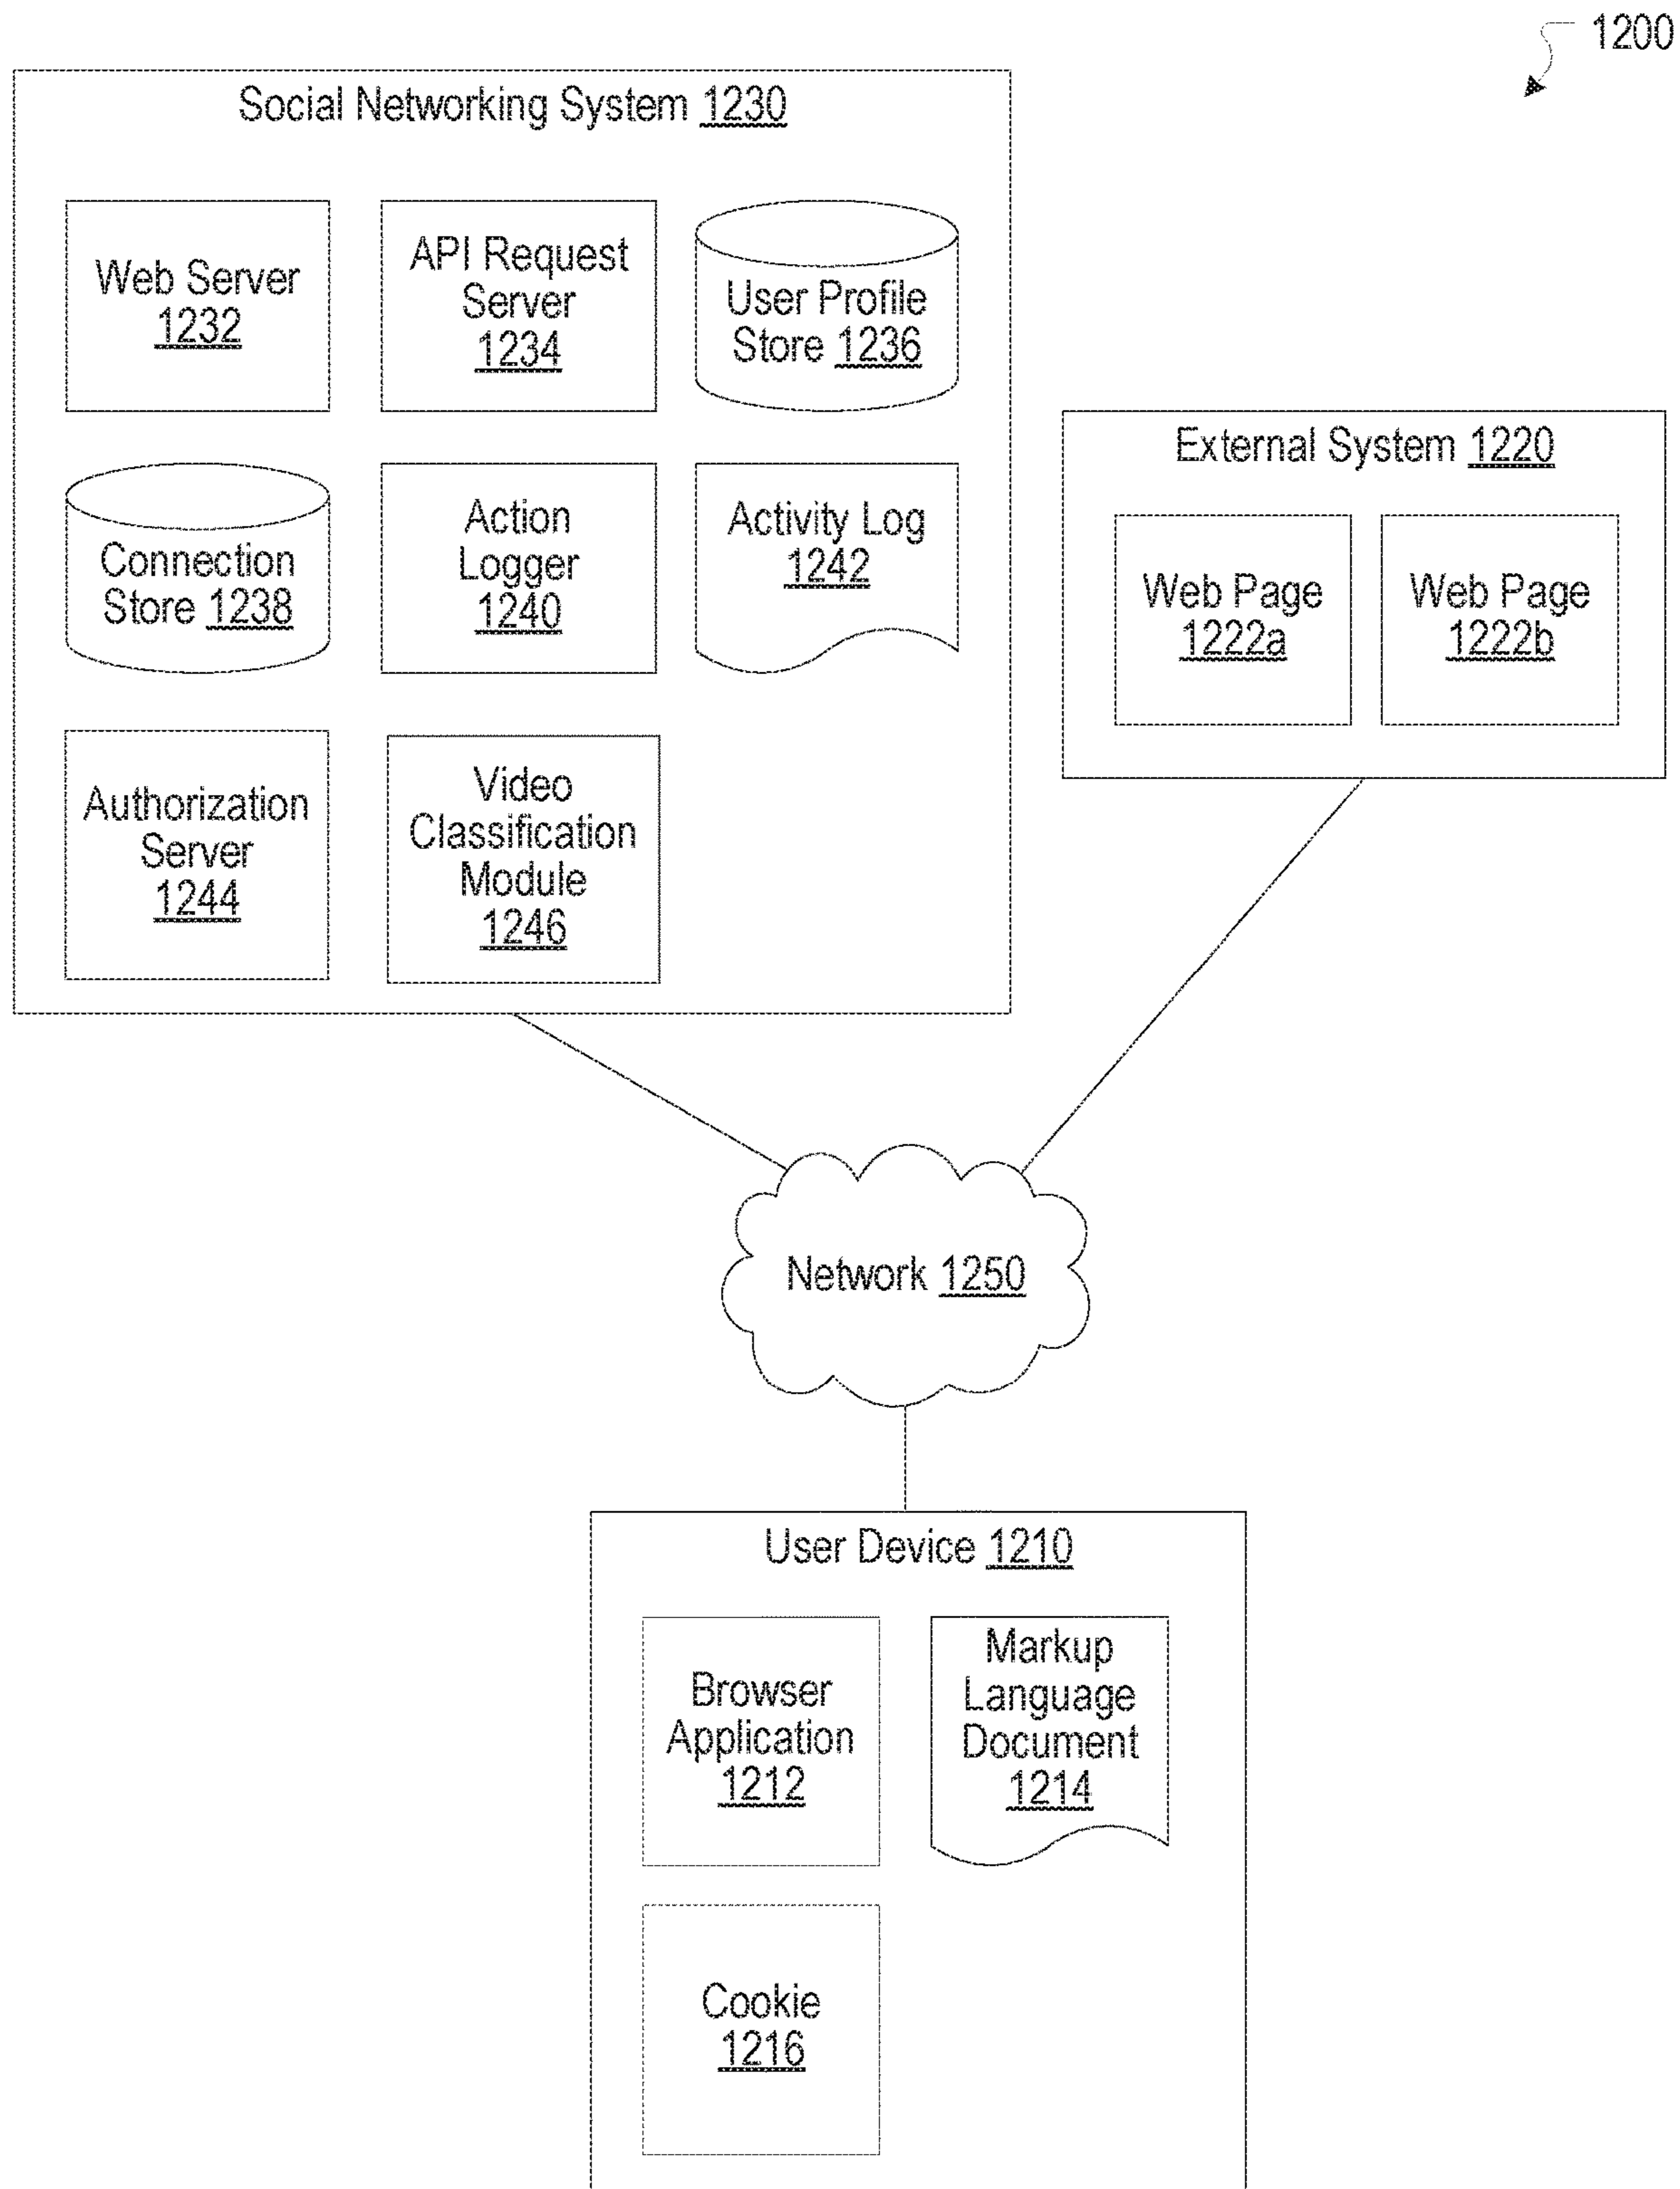 1200
Social Networking System 1230
Web Server
1232
API Request
Server
1234
User Profile
Store 1236
Connection
Store 1238
Action
Logger
1240
Activity Log
1242
Authorization
Server
1244
Video
Classification
Module
1246
External System 1220
Web Page
1222a
Web Page
1222b
Network 1250
User Device 1210
Browser
Application
1212
Markup
Language
Document
1214
Cookie
1216